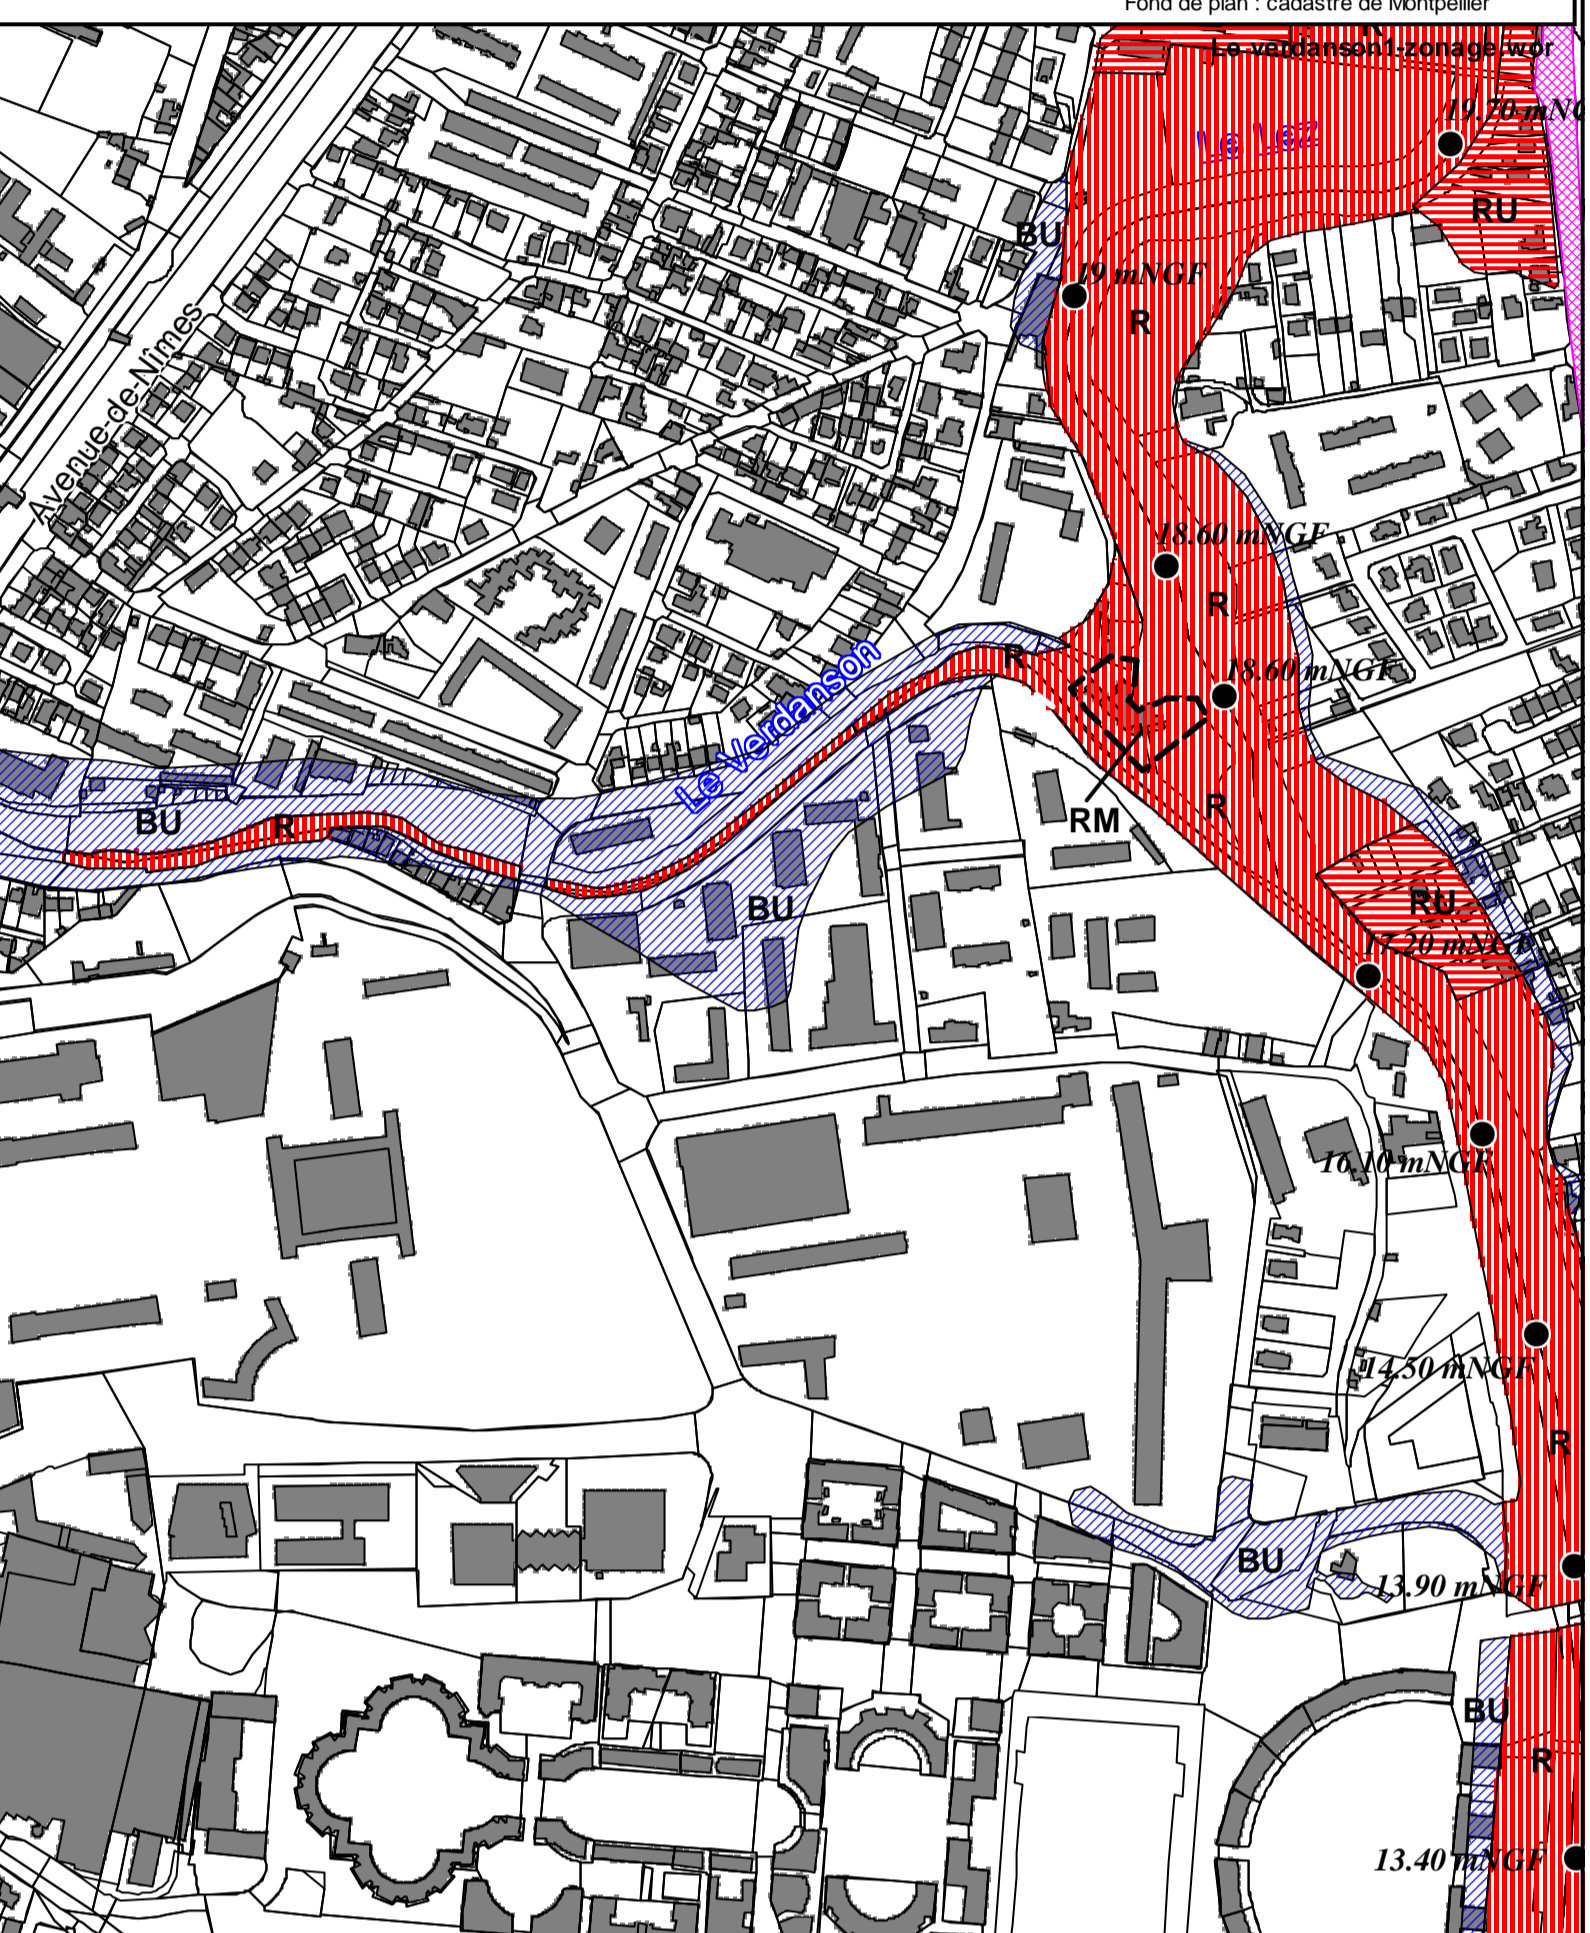 Fond de plan : cadastre de Montpellier
R
Le verdanson1-zonage.wor
19.70 mNG
Le Lez
RU
BU
19 mNGF
R
Avenue-de-Nîmes
18.60 mNGF
R
R
18.60 mNGF
Le Verdanson
R
RM
BU
R
RU
BU
17.20 mNGF
16.10 mNGF
14.50 mNGF
R
BU
13.90 mNGF
BU
R
13.40 mNGF